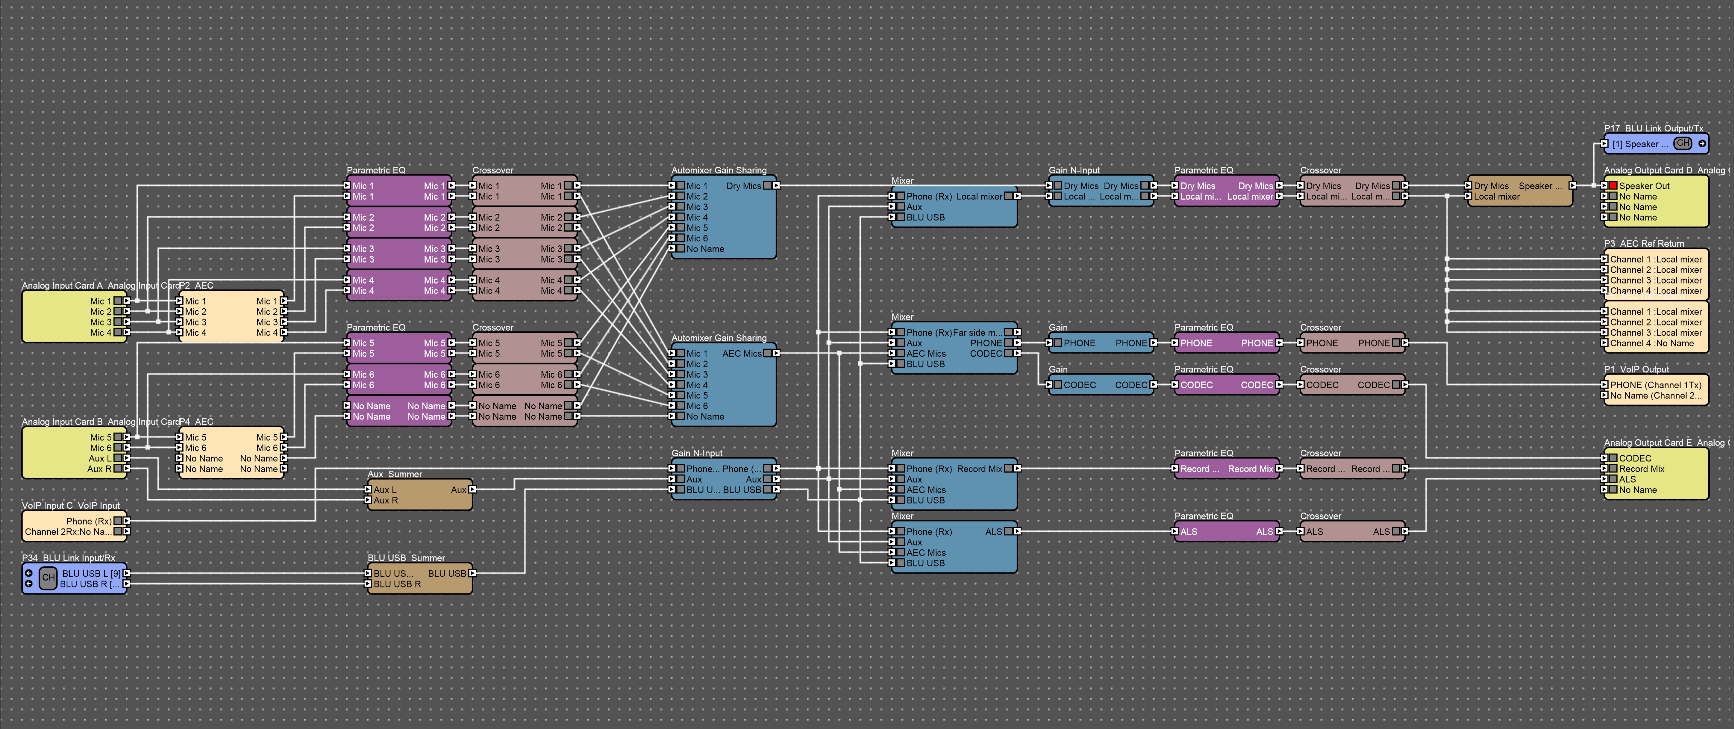 Analog Input Card A Analog Input Card
Mic 1
Mic 2
Mic 3
Mic 4
P2 AEC
Mic 1 Mic 1
Mic 2 Mic 2
Mic 3 Mic 3
Mic 4 Mic 4
Analog Input Card B Analog Input Card
Mic 5
Mic 6
Aux L
Aux R
P4 AEC
Mic 5 Mic 5
Mic 6 Mic 6
No Name No Name
No Name No Name
VoIP Input C VoIP Input
Phone (Rx)
Channel 2Rx:No Na...
P34 BLU Link Input/Rx
CH
BLU USB L [9]
BLU USB R [...
Parametric EQ
Mic 1 Mic 1
Mic 1 Mic 1
Mic 2 Mic 2
Mic 2 Mic 2
Mic 3 Mic 3
Mic 3 Mic 3
Mic 4 Mic 4
Mic 4 Mic 4
Crossover
Mic 1 Mic 1
Mic 1 Mic 1
Mic 2 Mic 2
Mic 2 Mic 2
Mic 3 Mic 3
Mic 3 Mic 3
Mic 4 Mic 4
Mic 4 Mic 4
Parametric EQ
Mic 5 Mic 5
Mic 5 Mic 5
Mic 6 Mic 6
Mic 6 Mic 6
No Name No Name
No Name No Name
Crossover
Mic 5 Mic 5
Mic 5 Mic 5
Mic 6 Mic 6
Mic 6 Mic 6
No Name No Name
No Name No Name
Aux Summer
Aux L Aux
Aux R
BLU USB Summer
BLU US... BLU USB
BLU USB R
Automixer Gain Sharing
Mic 1 Dry Mics
Mic 2
Mic 3
Mic 4
Mic 5
Mic 6
No Name
Automixer Gain Sharing
Mic 1 AEC Mics
Mic 2
Mic 3
Mic 4
Mic 5
Mic 6
No Name
Gain N-Input
Phone... Phone (...
Aux Aux
BLU U... BLU USB
Mixer
Phone (Rx) Local mixer
Aux
BLU USB
Mixer
Phone (Rx) Far side m...
Aux PHONE
AEC Mics CODEC
BLU USB
Mixer
Phone (Rx) Record Mix
Aux
AEC Mics
BLU USB
Mixer
Phone (Rx) ALS
Aux
AEC Mics
BLU USB
Gain N-Input
Dry Mics Dry Mics
Local ... Local m...
Gain
PHONE PHONE
Gain
CODEC CODEC
Parametric EQ
Dry Mics Dry Mics
Local mi... Local mixer
Parametric EQ
PHONE PHONE
Parametric EQ
CODEC CODEC
Parametric EQ
Record ... Record Mix
Parametric EQ
ALS ALS
Crossover
Dry Mics Dry Mics
Local mi... Local mi...
Crossover
PHONE PHONE
Crossover
CODEC CODEC
Crossover
Record ... Record ...
Crossover
ALS ALS
Dry Mics Speaker ...
Local mixer
P17 BLU Link Output/Tx
[1] Speaker ... CH
Analog Output Card D Analog
Speaker Out
No Name
No Name
No Name
P3 AEC Ref Return
Channel 1 :Local mixer
Channel 2 :Local mixer
Channel 3 :Local mixer
Channel 4 :Local mixer
Channel 1 :Local mixer
Channel 2 :Local mixer
Channel 3 :Local mixer
Channel 4 :No Name
P1 VoIP Output
PHONE (Channel 1Tx)
No Name (Channel 2...
Analog Output Card E Analog
CODEC
Record Mix
ALS
No Name